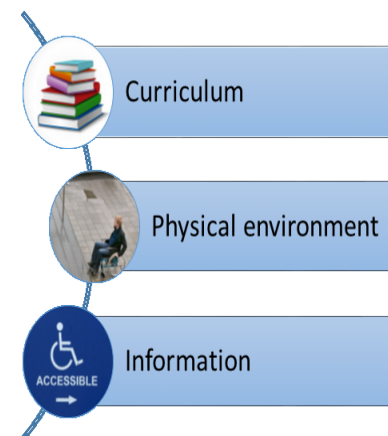 Curriculum
Physical environment
Information
ACCESSIBLE